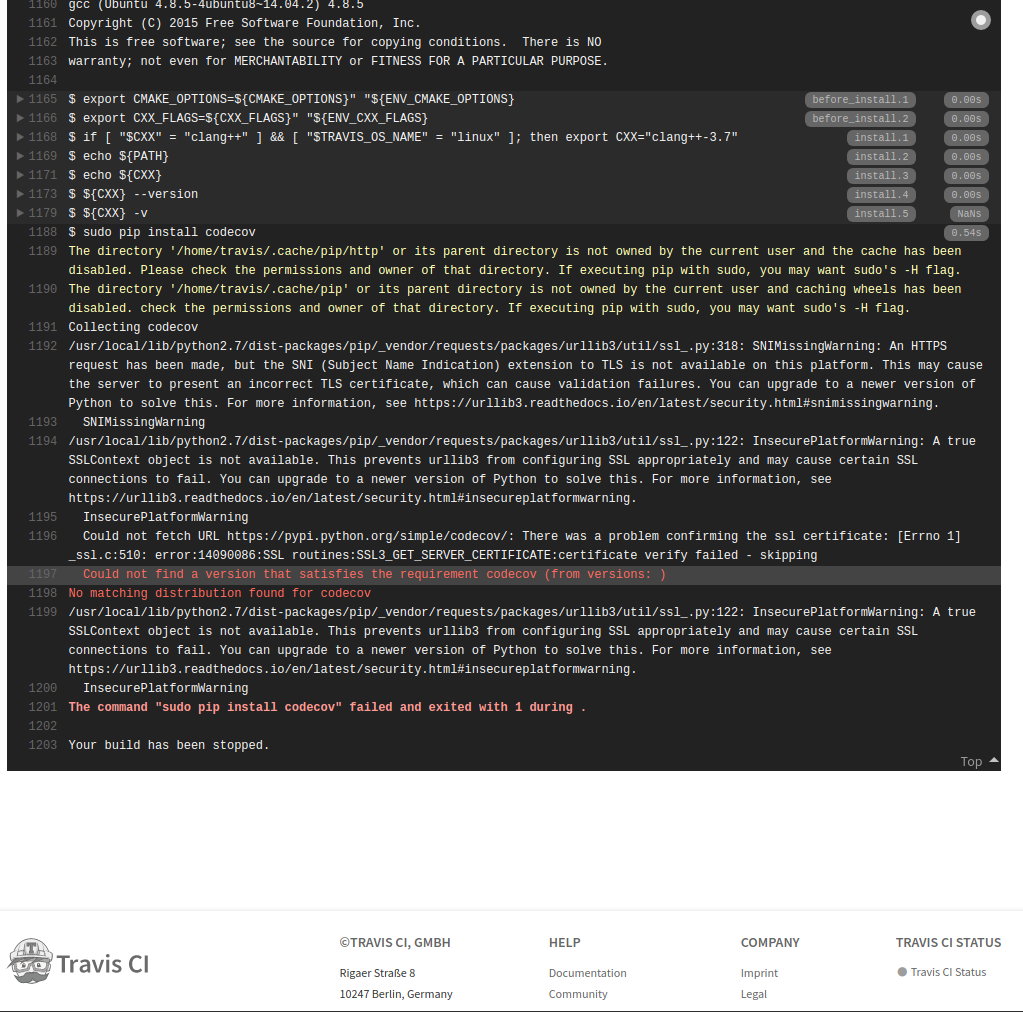 1160 gcc (Ubuntu 4.8.5-4ubuntu8~14.04.2) 4.8.5
1161 Copyright (C) 2015 Free Software Foundation, Inc.
1162 This is free software; see the source for copying conditions.  There is NO
1163 warranty; not even for MERCHANTABILITY or FITNESS FOR A PARTICULAR PURPOSE.
1164
1165 $ export CMAKE_OPTIONS=${CMAKE_OPTIONS}" "${ENV_CMAKE_OPTIONS} before_install.1 0.00s
1166 $ export CXX_FLAGS=${CXX_FLAGS}" "${ENV_CXX_FLAGS} before_install.2 0.00s
1168 $ if [ "$CXX" = "clang++" ] && [ "$TRAVIS_OS_NAME" = "linux" ]; then export CXX="clang++-3.7" install.1 0.00s
1169 $ echo ${PATH} install.2 0.00s
1171 $ echo ${CXX} install.3 0.00s
1173 $ ${CXX} --version install.4 0.00s
1179 $ ${CXX} -v install.5 NaNs
1188 $ sudo pip install codecov 0.54s
1189 The directory '/home/travis/.cache/pip/http' or its parent directory is not owned by the current user and the cache has been
disabled. Please check the permissions and owner of that directory. If executing pip with sudo, you may want sudo's -H flag.
1190 The directory '/home/travis/.cache/pip' or its parent directory is not owned by the current user and caching wheels has been
disabled. check the permissions and owner of that directory. If executing pip with sudo, you may want sudo's -H flag.
1191 Collecting codecov
1192 /usr/local/lib/python2.7/dist-packages/pip/_vendor/requests/packages/urllib3/util/ssl_.py:318: SNIMissingWarning: An HTTPS
request has been made, but the SNI (Subject Name Indication) extension to TLS is not available on this platform. This may cause
the server to present an incorrect TLS certificate, which can cause validation failures. You can upgrade to a newer version of
Python to solve this. For more information, see https://urllib3.readthedocs.io/en/latest/security.html#snimissingwarning.
1193 SNIMissingWarning
1194 /usr/local/lib/python2.7/dist-packages/pip/_vendor/requests/packages/urllib3/util/ssl_.py:122: InsecurePlatformWarning: A true
SSLContext object is not available. This prevents urllib3 from configuring SSL appropriately and may cause certain SSL
connections to fail. You can upgrade to a newer version of Python to solve this. For more information, see
https://urllib3.readthedocs.io/en/latest/security.html#insecureplatformwarning.
1195 InsecurePlatformWarning
1196 Could not fetch URL https://pypi.python.org/simple/codecov/: There was a problem confirming the ssl certificate: [Errno 1]
_ssl.c:510: error:14090086:SSL routines:SSL3_GET_SERVER_CERTIFICATE:certificate verify failed - skipping
1197 Could not find a version that satisfies the requirement codecov (from versions: )
1198 No matching distribution found for codecov
1199 /usr/local/lib/python2.7/dist-packages/pip/_vendor/requests/packages/urllib3/util/ssl_.py:122: InsecurePlatformWarning: A true
SSLContext object is not available. This prevents urllib3 from configuring SSL appropriately and may cause certain SSL
connections to fail. You can upgrade to a newer version of Python to solve this. For more information, see
https://urllib3.readthedocs.io/en/latest/security.html#insecureplatformwarning.
1200 InsecurePlatformWarning
1201 The command "sudo pip install codecov" failed and exited with 1 during .
1202
1203 Your build has been stopped.
Top
Travis CI
©TRAVIS CI, GMBH
Rigaer Straße 8
10247 Berlin, Germany
HELP
Documentation
Community
COMPANY
Imprint
Legal
TRAVIS CI STATUS
Travis CI Status